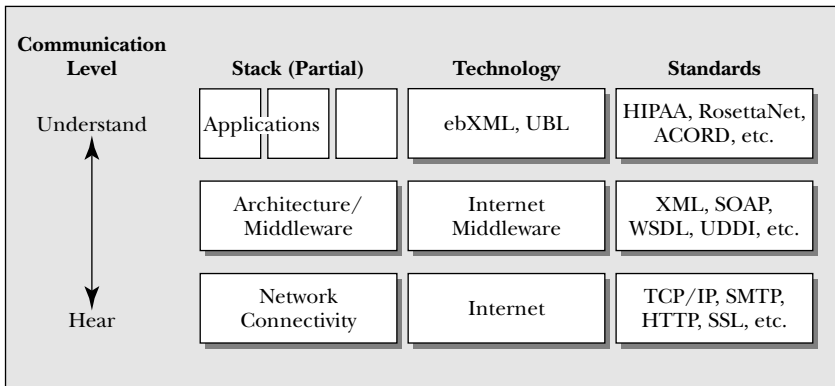 Communication
Level
Stack (Partial)
Technology
Standards
Understand
Applications
ebXML, UBL
HIPAA, RosettaNet,
ACORD, etc.
Architecture/
Middleware
Internet
Middleware
XML, SOAP,
WSDL, UDDI, etc.
Hear
Network
Connectivity
Internet
TCP/IP, SMTP,
HTTP, SSL, etc.